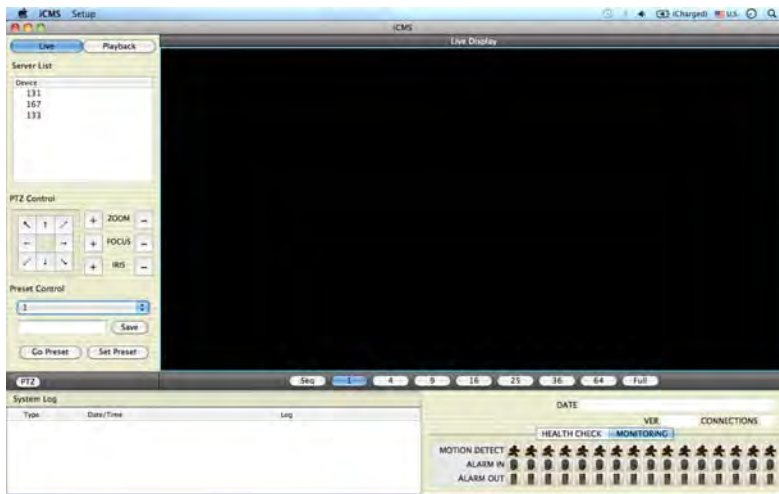 iCMS Setup (Charged) U.S.
iCMS
Live Playback
Live Display
Server List
Device
131
167
133
PTZ Control
+ ZOOM -
+ FOCUS -
+ IRIS -
Preset Control
1
Save
Go Preset Set Preset
PTZ
Seq 1 4 9 16 25 36 64 Full
System Log
Type Date/Time Log
DATE
VER CONNECTIONS
HEALTH CHECK MONITORING
MOTION DETECT
ALARM IN
ALARM OUT